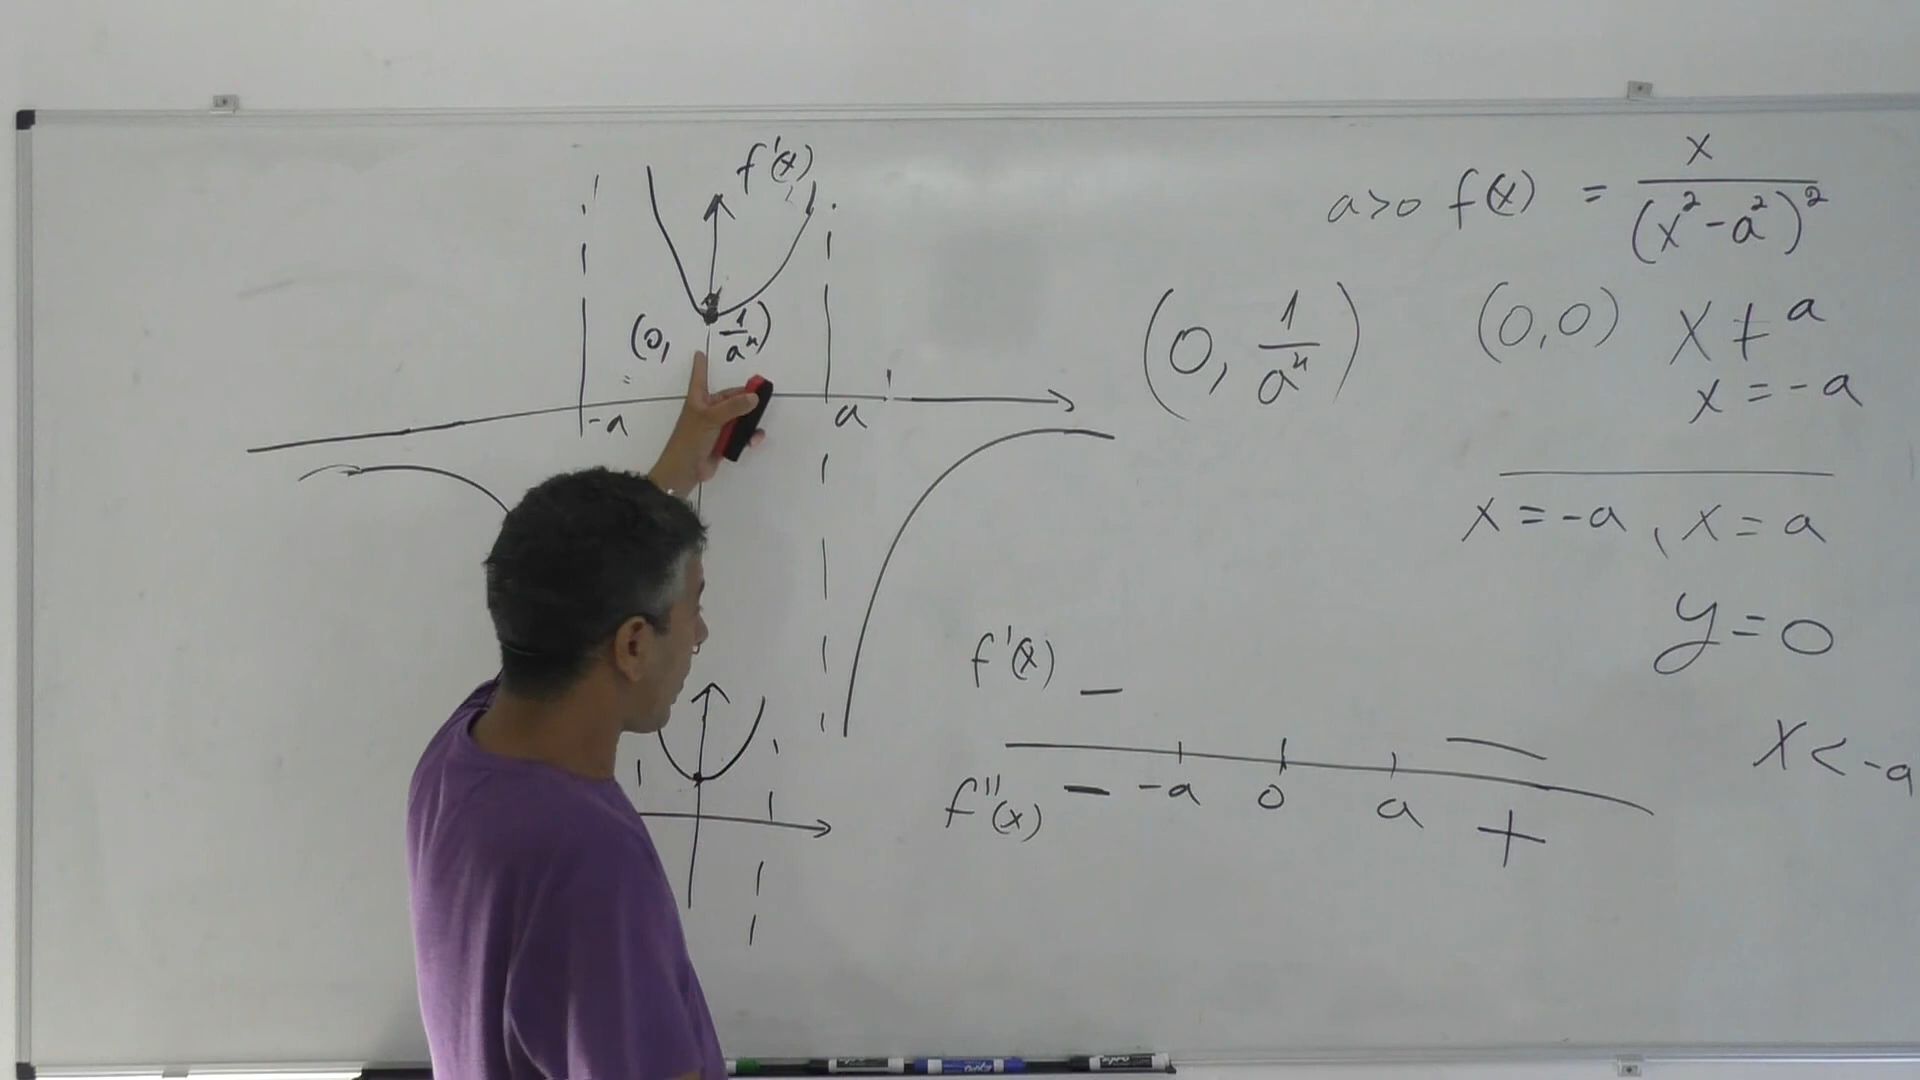 f'(x)
(0, 1/a⁴)
-a a
a>0 f(x) = x/(x²-a²)²
(0, 1/a⁴) (0,0) x ≠ a
x = -a
x = -a, x = a
y = 0
f'(x) −
f''(x) − -a 0 a +
x < -a